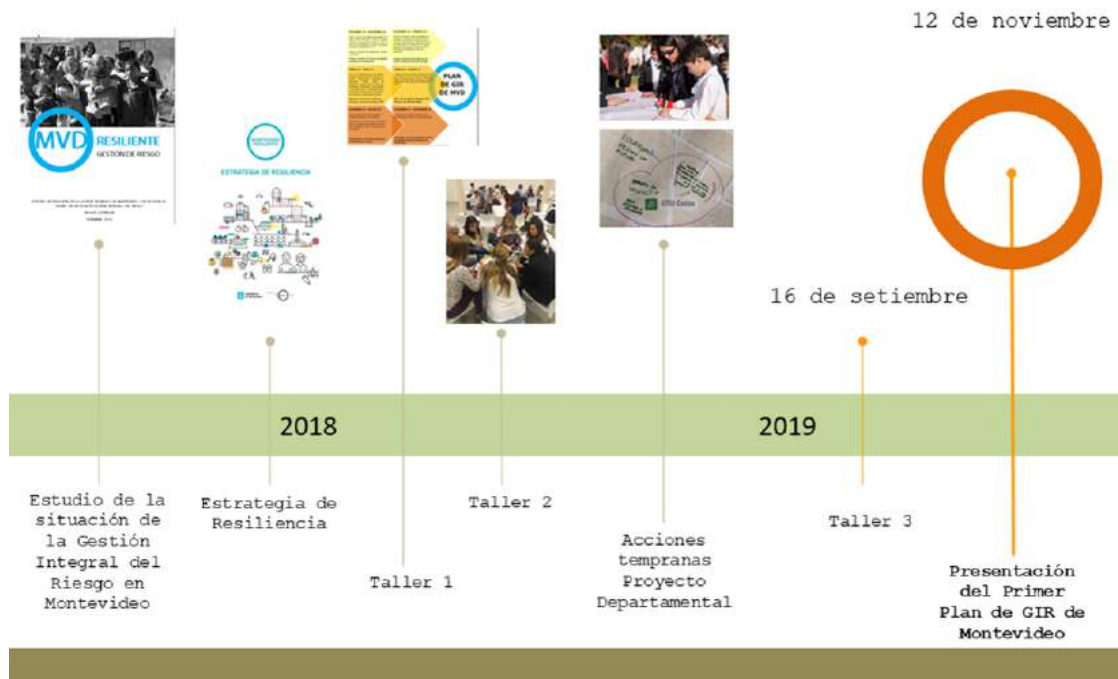 12 de noviembre
PLAN
DE GIR
DE MVD
MVD RESILIENTE
GESTIÓN DE RIESGO
ESTRATEGIA DE RESILIENCIA
16 de setiembre
2018
2019
Estudio de la
situación de
la Gestión
Integral del
Riesgo en
Montevideo
Estrategia de
Resiliencia
Taller 1
Taller 2
Acciones
tempranas
Proyecto
Departamental
Taller 3
Presentación
del Primer
Plan de GIR de
Montevideo